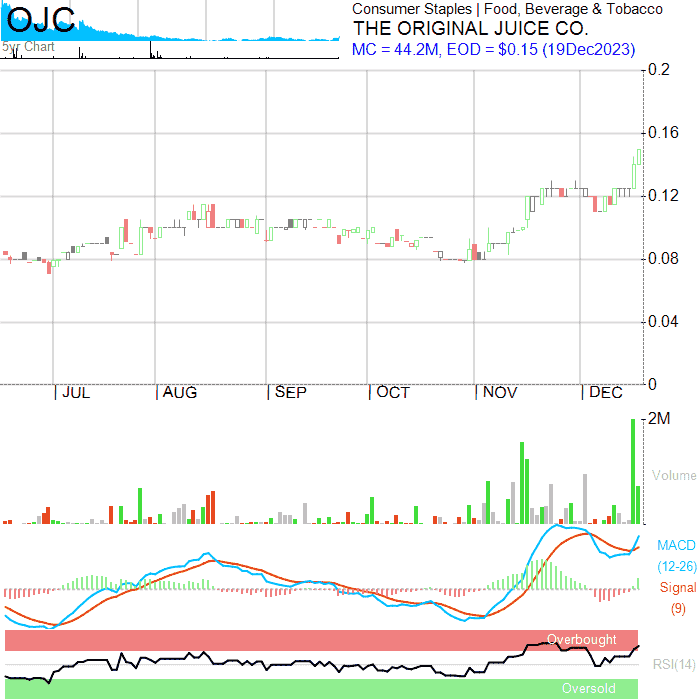 OJC
5yr Chart
Consumer Staples | Food, Beverage & Tobacco
THE ORIGINAL JUICE CO.
MC = 44.2M, EOD = $0.15 (19Dec2023)
0.2
0.16
0.12
0.08
0.04
0
JUL AUG SEP OCT NOV DEC
2M
Volume
MACD
(12-26)
Signal
(9)
Overbought
RSI(14)
Oversold